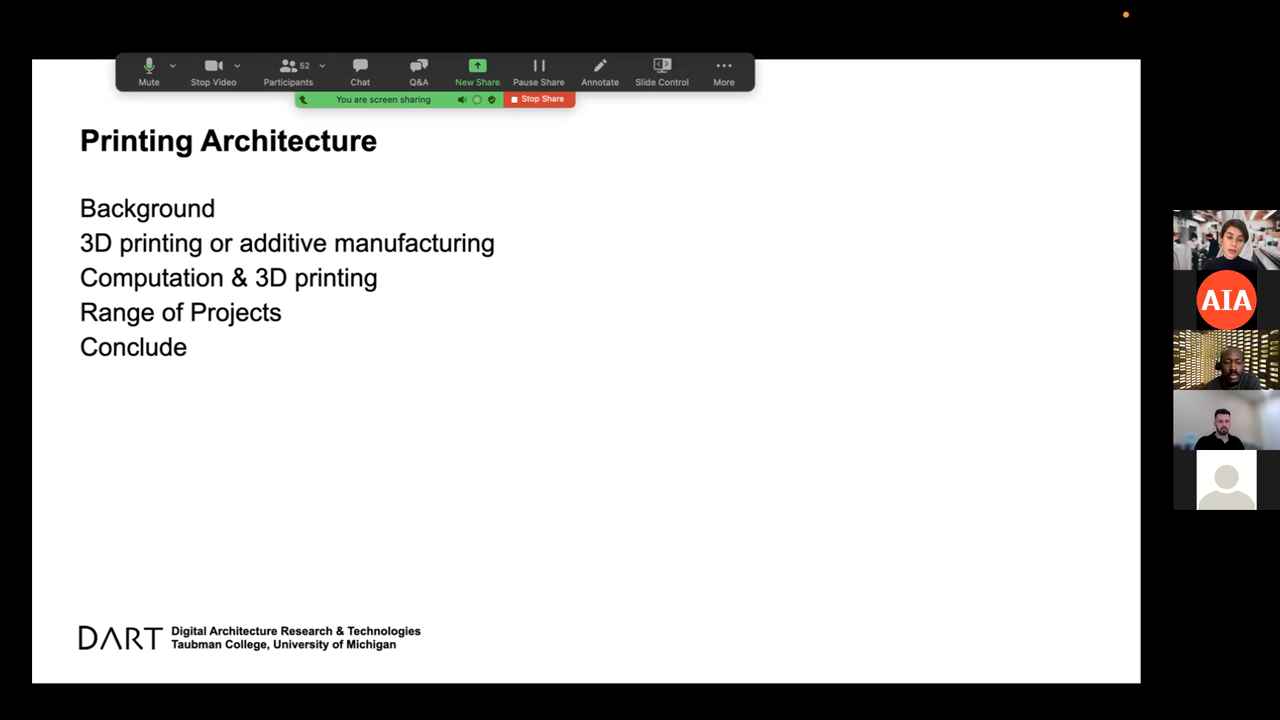 Mute
Stop Video
52
Participants
Chat
Q&A
New Share
Pause Share
Annotate
Slide Control
More
You are screen sharing
Stop Share
Printing Architecture
Background
3D printing or additive manufacturing
Computation & 3D printing
Range of Projects
Conclude
DART
Digital Architecture Research & Technologies
Taubman College, University of Michigan
AIA